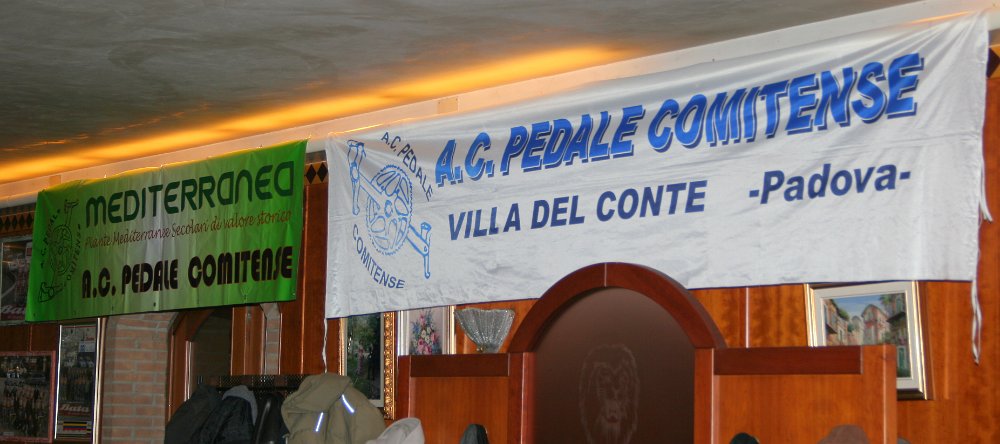 MEDITERRANEA
Piante Mediterranee Secolari di valore storico
A.C. PEDALE COMITENSE
A.C. PEDALE
COMITENSE
A.C. PEDALE COMITENSE
VILLA DEL CONTE -Padova-